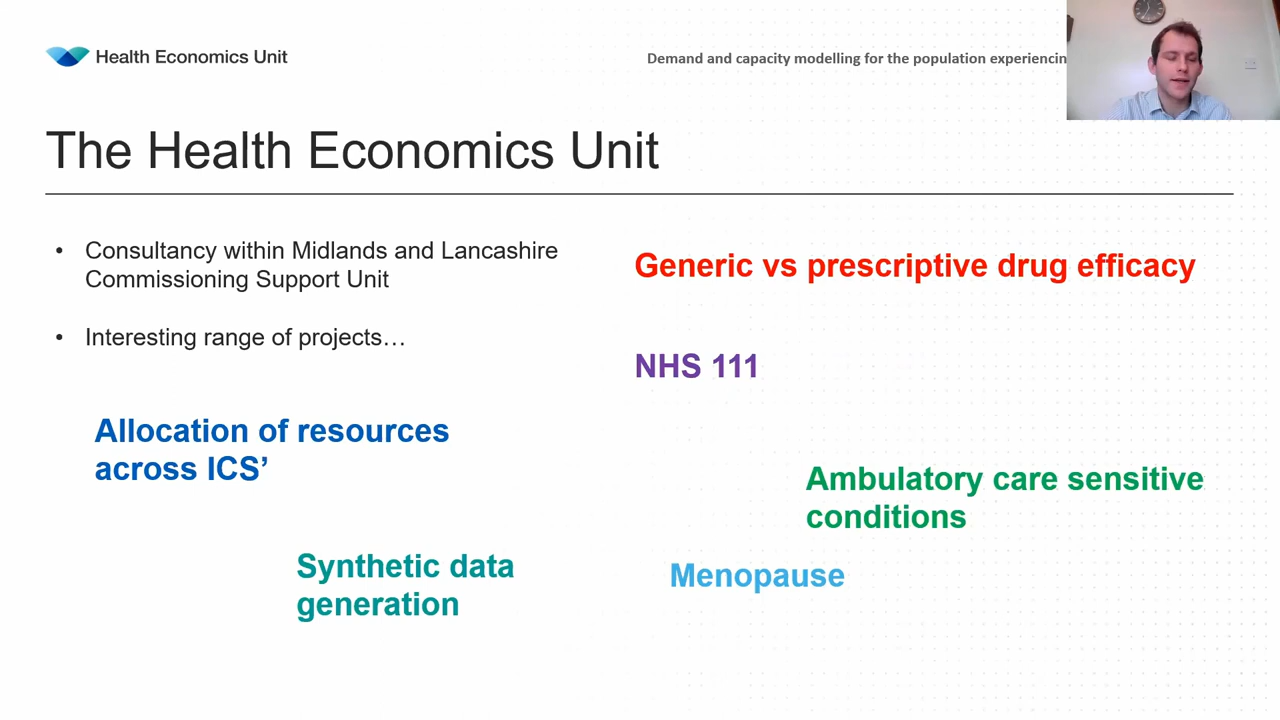 Health Economics Unit
Demand and capacity modelling for the population experiencing
The Health Economics Unit
• Consultancy within Midlands and Lancashire
Commissioning Support Unit
• Interesting range of projects…
Generic vs prescriptive drug efficacy
NHS 111
Allocation of resources
across ICS’
Ambulatory care sensitive
conditions
Synthetic data
generation
Menopause